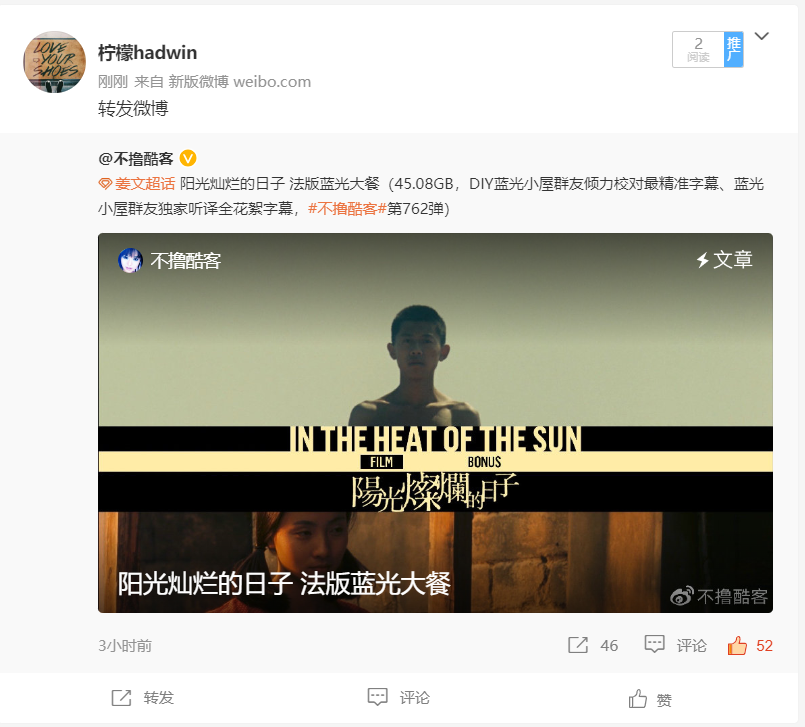 LOVE
YOUR
SHOES
柠檬hadwin
2
阅读
推广
刚刚 来自 新版微博 weibo.com
转发微博
@不撸酷客
姜文超话 阳光灿烂的日子 法版蓝光大餐（45.08GB，DIY蓝光小屋群友倾力校对最精准字幕、蓝光
小屋群友独家听译全花絮字幕，#不撸酷客#第762弹）
不撸酷客
文章
IN THE HEAT OF THE SUN
FILM BONUS
陽光燦爛的日子
阳光灿烂的日子 法版蓝光大餐
不撸酷客
3小时前 46 评论 52
转发 评论 赞